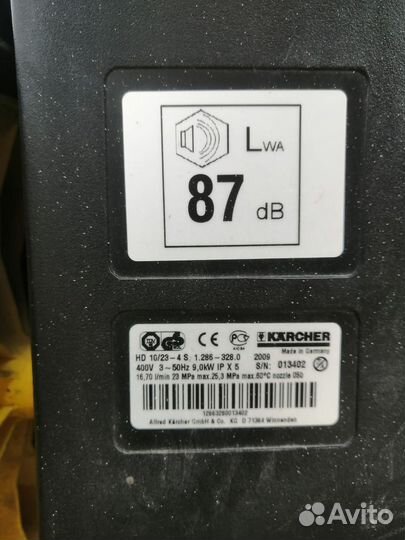 LWA
87 dB
KÄRCHER
HD 10/23-4 S 1.286-328.0 2009 Made in Germany
400V 3~50Hz 9,0kW IP X5 S/N: 013402
16,70 l/min 23 MPa max.25,3 MPa max.60°C nozzle 050
12863280013402
Alfred Kärcher GmbH & Co. KG D 71364 Winnenden
Avito